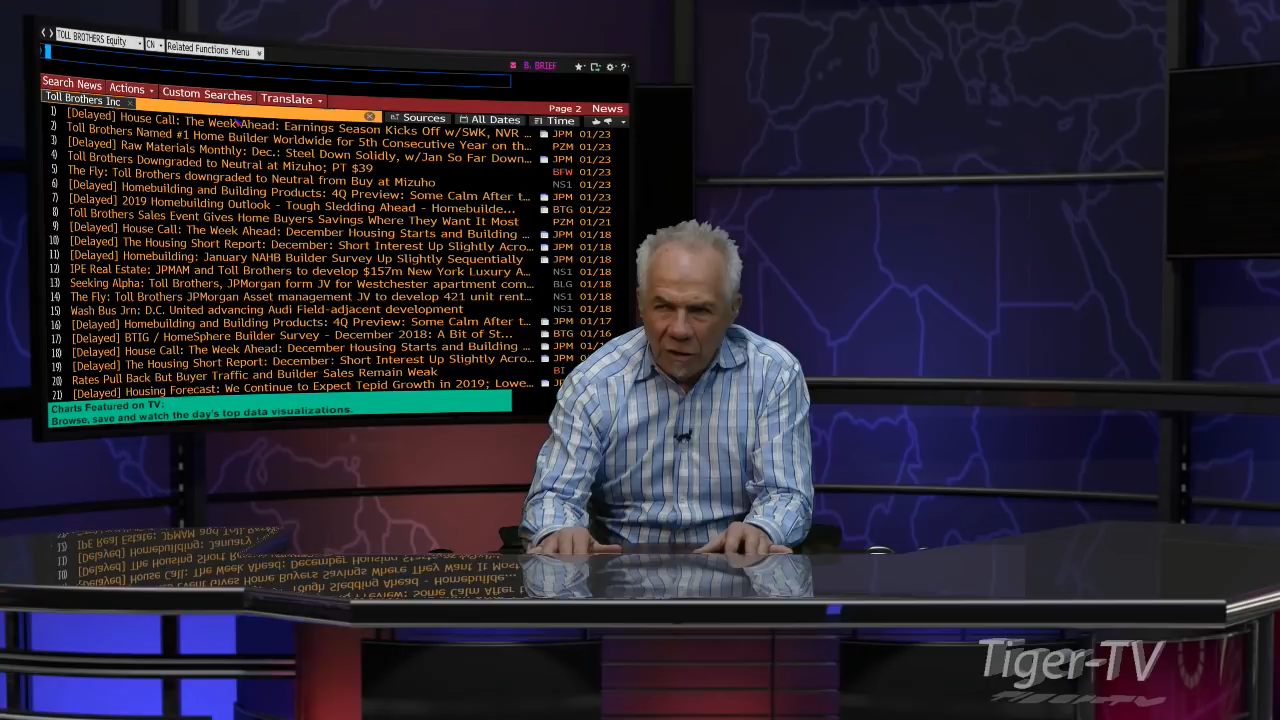 TOLL BROTHERS Equity CN Related Functions Menu
B. BRIEF
Search News Actions Custom Searches Translate Page 2 News
Toll Brothers Inc Sources All Dates Time
1) [Delayed] House Call: The Week Ahead: Earnings Season Kicks Off w/SWK, NVR ... JPM 01/23
2) Toll Brothers Named #1 Home Builder Worldwide for 5th Consecutive Year on th... PZM 01/23
3) [Delayed] Raw Materials Monthly: Dec.: Steel Down Solidly, w/Jan So Far Down... JPM 01/23
4) Toll Brothers Downgraded to Neutral at Mizuho; PT $39 BFW 01/23
5) The Fly: Toll Brothers downgraded to Neutral from Buy at Mizuho NS1 01/23
6) [Delayed] Homebuilding and Building Products: 4Q Preview: Some Calm After t... JPM 01/23
7) [Delayed] 2019 Homebuilding Outlook - Tough Sledding Ahead - Homebuilde... BTG 01/22
8) Toll Brothers Sales Event Gives Home Buyers Savings Where They Want It Most PZM 01/21
9) [Delayed] House Call: The Week Ahead: December Housing Starts and Building ... JPM 01/18
10) [Delayed] The Housing Short Report: December: Short Interest Up Slightly Acro... JPM 01/18
11) [Delayed] Homebuilding: January NAHB Builder Survey Up Slightly Sequentially JPM 01/18
12) IPE Real Estate: JPMAM and Toll Brothers to develop $157m New York Luxury A... NS1 01/18
13) Seeking Alpha: Toll Brothers, JPMorgan form JV for Westchester apartment com... BLG 01/18
14) The Fly: Toll Brothers JPMorgan Asset management JV to develop 421 unit rent... NS1 01/18
15) Wash Bus Jrn: D.C. United advancing Audi Field-adjacent development NS1 01/18
16) [Delayed] Homebuilding and Building Products: 4Q Preview: Some Calm After t... JPM 01/17
17) [Delayed] BTIG / HomeSphere Builder Survey - December 2018: A Bit of St... BTG 01/16
18) [Delayed] House Call: The Week Ahead: December Housing Starts and Building ... JPM
19) [Delayed] The Housing Short Report: December: Short Interest Up Slightly Acro... JPM
20) Rates Pull Back But Buyer Traffic and Builder Sales Remain Weak BI
21) [Delayed] Housing Forecast: We Continue to Expect Tepid Growth in 2019; Lowe...
Charts Featured on TV:
Browse, save and watch the day's top data visualizations.
Tiger-TV